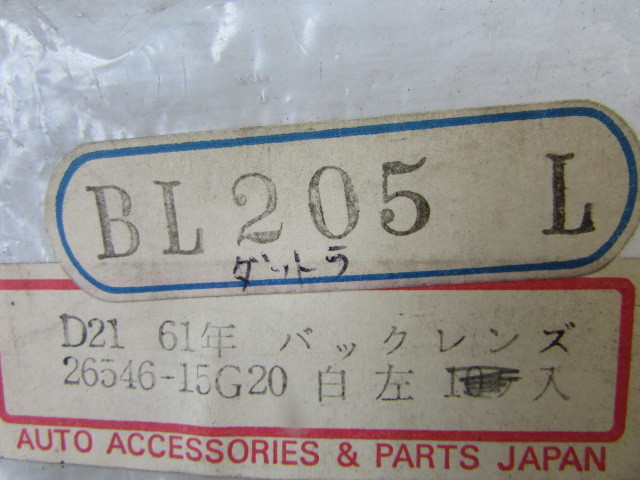 BL205 L
ダットラ
D21 61年 バックレンズ
26546-15G20 白左 入
AUTO ACCESSORIES & PARTS JAPAN